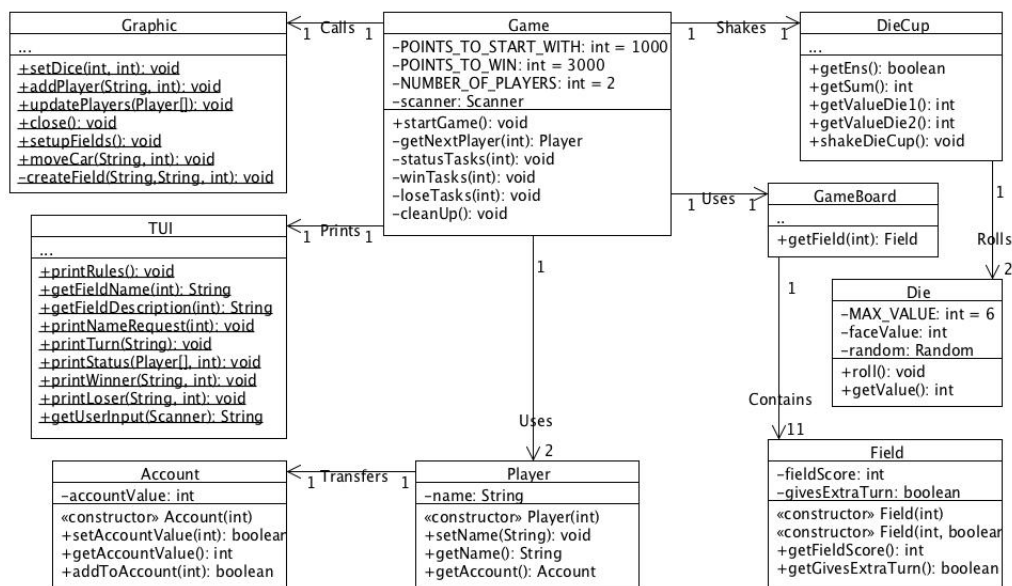 Graphic
...
+setDice(int, int): void
+addPlayer(String, int): void
+updatePlayers(Player[]): void
+close(): void
+setupFields(): void
+moveCar(String, int): void
-createField(String,String, int): void
1 Calls 1
Game
-POINTS_TO_START_WITH: int = 1000
-POINTS_TO_WIN: int = 3000
-NUMBER_OF_PLAYERS: int = 2
-scanner: Scanner
+startGame(): void
-getNextPlayer(int): Player
-statusTasks(int): void
-winTasks(int): void
-loseTasks(int): void
-cleanUp(): void
1 Shakes 1
DieCup
...
+getEns(): boolean
+getSum(): int
+getValueDie1(): int
+getValueDie2(): int
+shakeDieCup(): void
1
Rolls
2
1 Uses 1
GameBoard
..
+getField(int): Field
1
Contains
11
TUI
...
+printRules(): void
+getFieldName(int): String
+getFieldDescription(int): String
+printNameRequest(int): void
+printTurn(String): void
+printStatus(Player[], int): void
+printWinner(String, int): void
+printLoser(String, int): void
+getUserInput(Scanner): String
1 Prints 1
1
Uses
2
Die
-MAX_VALUE: int = 6
-faceValue: int
-random: Random
+roll(): void
+getValue(): int
Account
-accountValue: int
«constructor» Account(int)
+setAccountValue(int): boolean
+getAccountValue(): int
+addToAccount(int): boolean
1 Transfers 1
Player
-name: String
«constructor» Player(int)
+setName(String): void
+getName(): String
+getAccount(): Account
Field
-fieldScore: int
-givesExtraTurn: boolean
«constructor» Field(int)
«constructor» Field(int, boolean
+getFieldScore(): int
+getGivesExtraTurn(): boolean